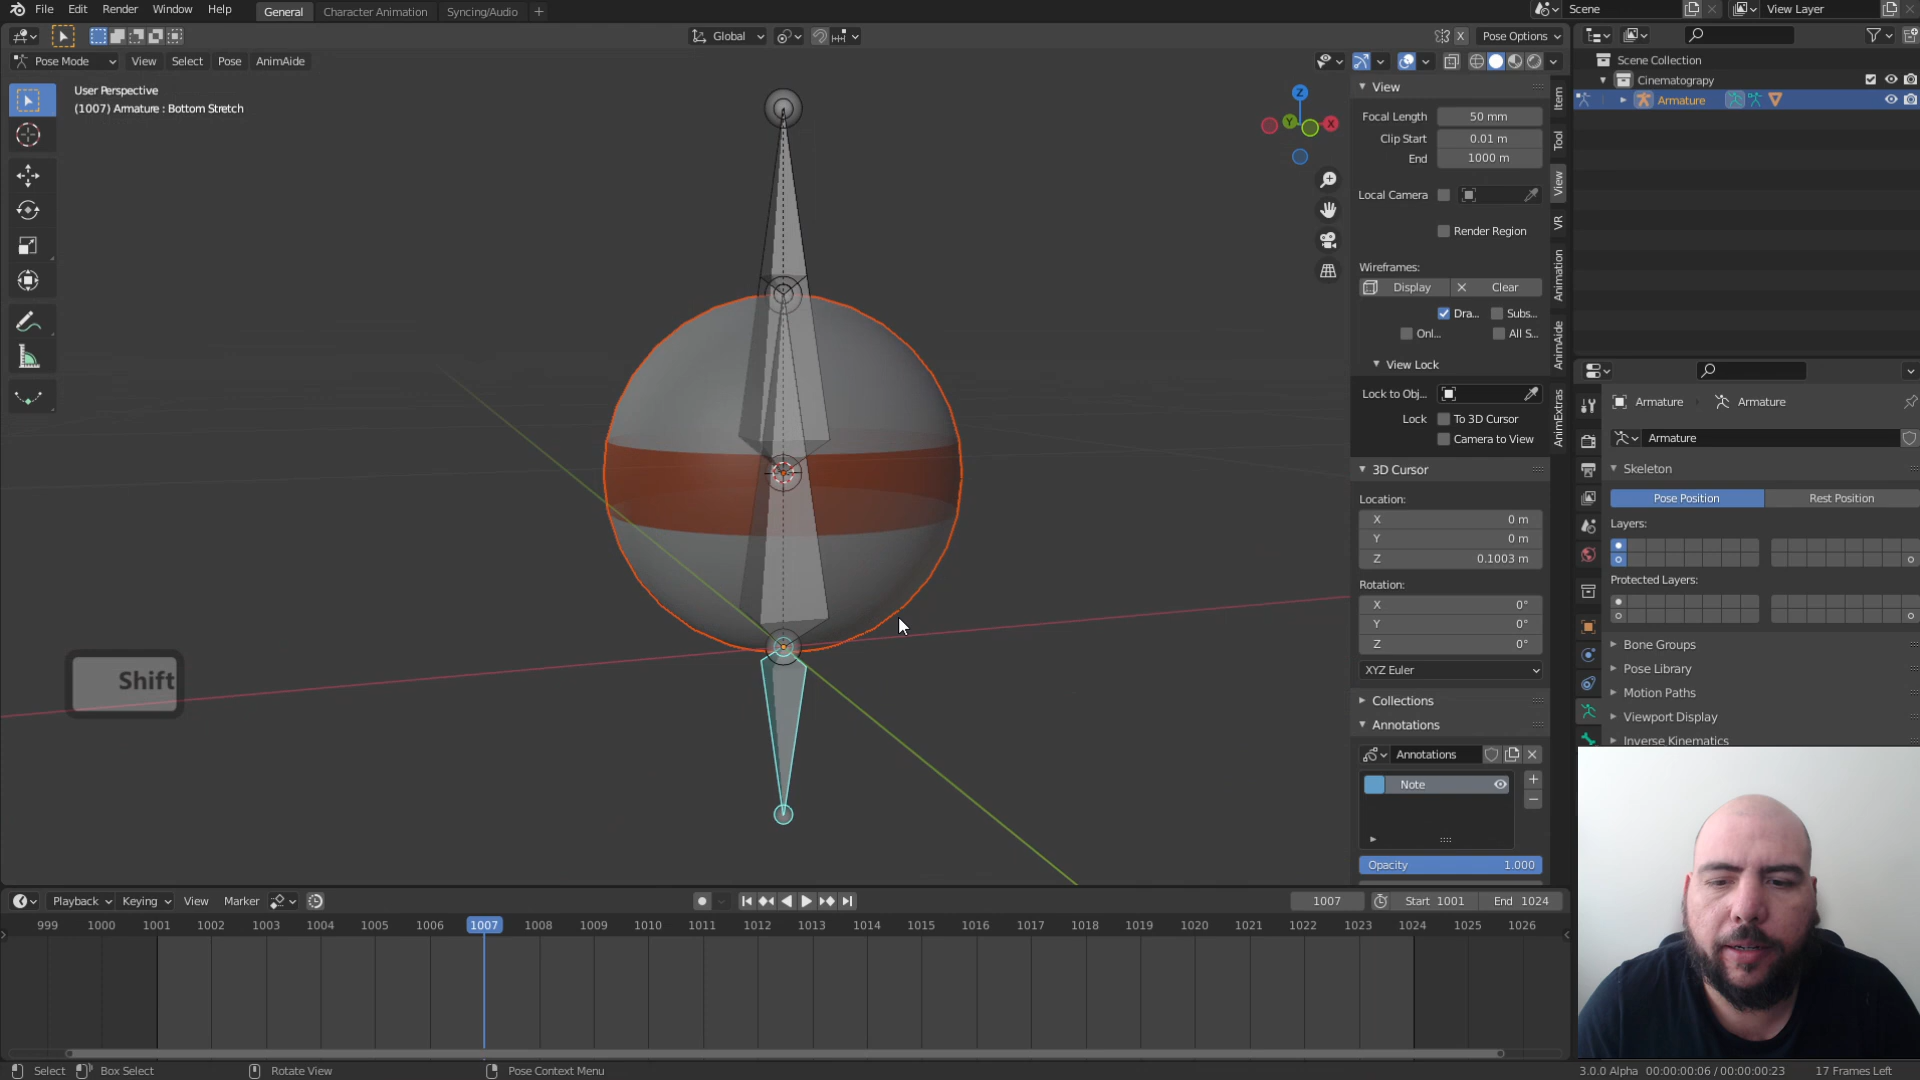 File Edit Render Window Help General Character Animation Syncing/Audio + Scene View Layer
Global Pose Options
Pose Mode View Select Pose AnimAide
User Perspective
(1007) Armature : Bottom Stretch
Z
Y
X
View
Focal Length 50 mm
Clip Start 0.01 m
End 1000 m
Local Camera
Render Region
Wireframes:
Display Clear
Dra... Subs...
Onl... All S...
View Lock
Lock to Obj...
Lock To 3D Cursor
Camera to View
3D Cursor
Location:
X 0 m
Y 0 m
Z 0.1003 m
Rotation:
X 0°
Y 0°
Z 0°
XYZ Euler
Collections
Annotations
Annotations
Note
Opacity 1.000
Item
Tool
View
VR
Animation
AnimAide
AnimExtras
Scene Collection
Cinematograpy
Armature
Armature Armature
Armature
Skeleton
Pose Position Rest Position
Layers:
Protected Layers:
Bone Groups
Pose Library
Motion Paths
Viewport Display
Inverse Kinematics
Shift
Playback Keying View Marker 1007 Start 1001 End 1024
999 1000 1001 1002 1003 1004 1005 1006 1007 1008 1009 1010 1011 1012 1013 1014 1015 1016 1017 1018 1019 1020 1021 1022 1023 1024 1025 1026
Select Box Select Rotate View Pose Context Menu 3.0.0 Alpha 00:00:00:06 / 00:00:00:23 17 Frames Left